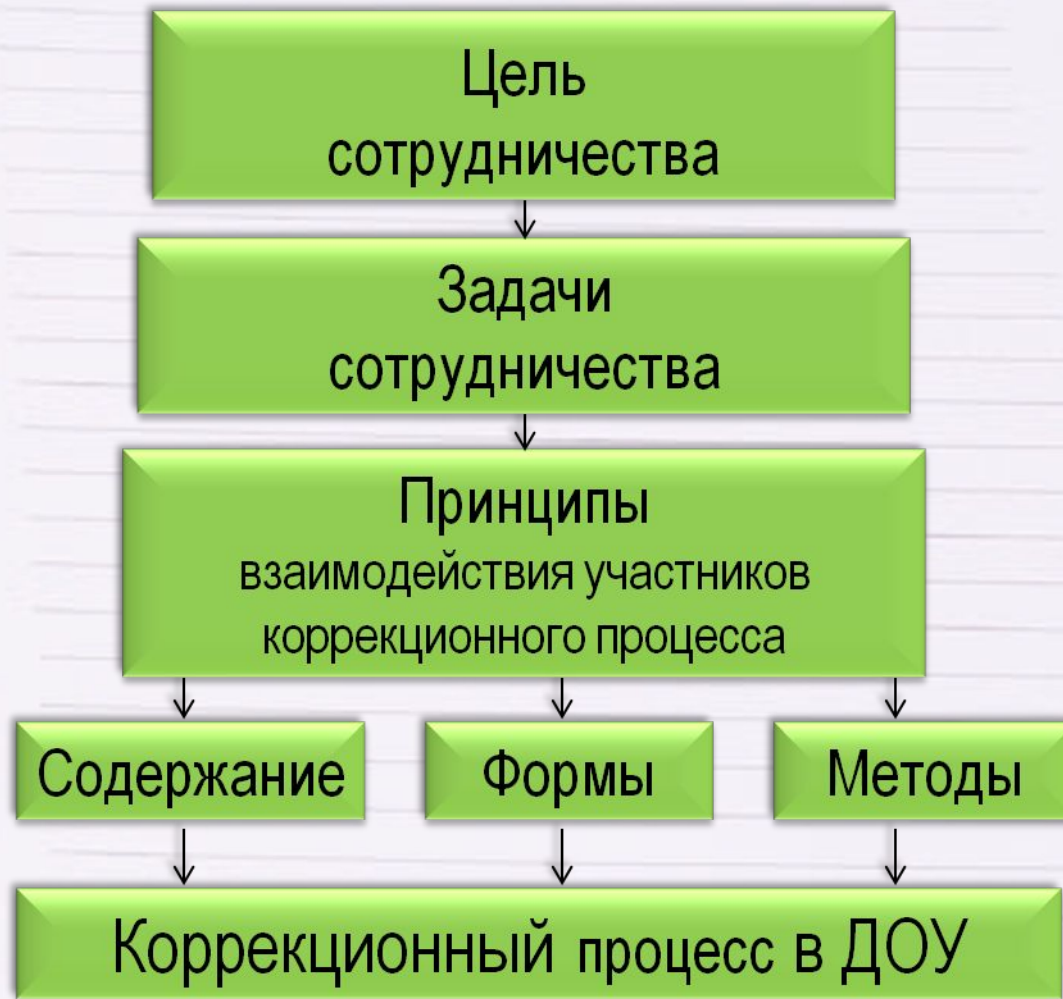 Цель
сотрудничества
Задачи
сотрудничества
Принципы
взаимодействия участников
коррекционного процесса
Содержание
Формы
Методы
Коррекционный процесс в ДОУ